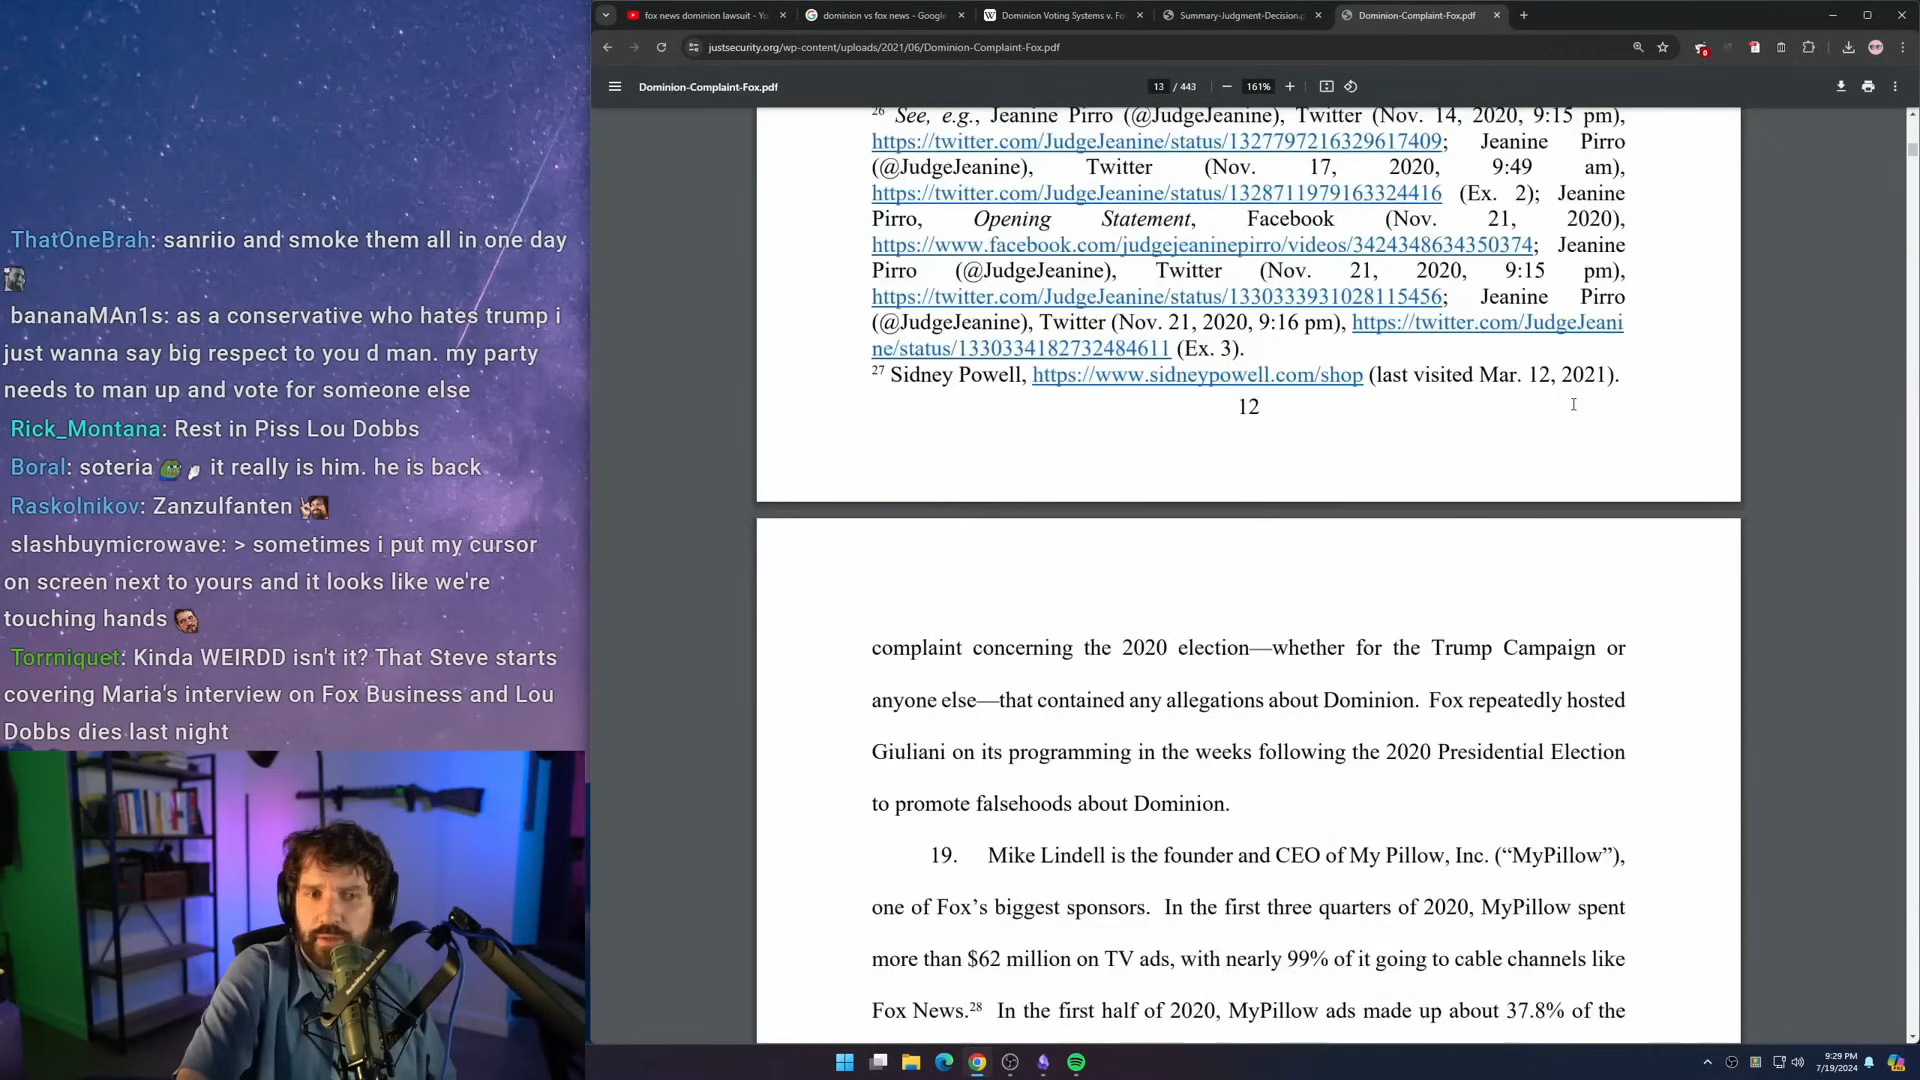 fox news dominion lawsuit - Yo
dominion vs fox news - Google
Dominion Voting Systems v. Fo
Summary-Judgment-Decision.p
Dominion-Complaint-Fox.pdf
justsecurity.org/wp-content/uploads/2021/06/Dominion-Complaint-Fox.pdf
0
Dominion-Complaint-Fox.pdf
13 / 443
161%
26 See, e.g., Jeanine Pirro (@JudgeJeanine), Twitter (Nov. 14, 2020, 9:15 pm),
https://twitter.com/JudgeJeanine/status/1327797216329617409; Jeanine Pirro
(@JudgeJeanine), Twitter (Nov. 17, 2020, 9:49 am),
https://twitter.com/JudgeJeanine/status/1328711979163324416 (Ex. 2); Jeanine
Pirro, Opening Statement, Facebook (Nov. 21, 2020),
https://www.facebook.com/judgejeaninepirro/videos/3424348634350374; Jeanine
Pirro (@JudgeJeanine), Twitter (Nov. 21, 2020, 9:15 pm),
https://twitter.com/JudgeJeanine/status/1330333931028115456; Jeanine Pirro
(@JudgeJeanine), Twitter (Nov. 21, 2020, 9:16 pm), https://twitter.com/JudgeJeani
ne/status/1330334182732484611 (Ex. 3).
27 Sidney Powell, https://www.sidneypowell.com/shop (last visited Mar. 12, 2021).
12
complaint concerning the 2020 election—whether for the Trump Campaign or
anyone else—that contained any allegations about Dominion. Fox repeatedly hosted
Giuliani on its programming in the weeks following the 2020 Presidential Election
to promote falsehoods about Dominion.
19. Mike Lindell is the founder and CEO of My Pillow, Inc. (“MyPillow”),
one of Fox’s biggest sponsors. In the first three quarters of 2020, MyPillow spent
more than $62 million on TV ads, with nearly 99% of it going to cable channels like
Fox News.28 In the first half of 2020, MyPillow ads made up about 37.8% of the
ThatOneBrah: sanriio and smoke them all in one day
bananaMAn1s: as a conservative who hates trump i
just wanna say big respect to you d man. my party
needs to man up and vote for someone else
Rick_Montana: Rest in Piss Lou Dobbs
Boral: soteria it really is him. he is back
Raskolnikov: Zanzulfanten
slashbuymicrowave: > sometimes i put my cursor
on screen next to yours and it looks like we're
touching hands
Torrniquet: Kinda WEIRDD isn't it? That Steve starts
covering Maria's interview on Fox Business and Lou
Dobbs dies last night
9:29 PM
7/19/2024